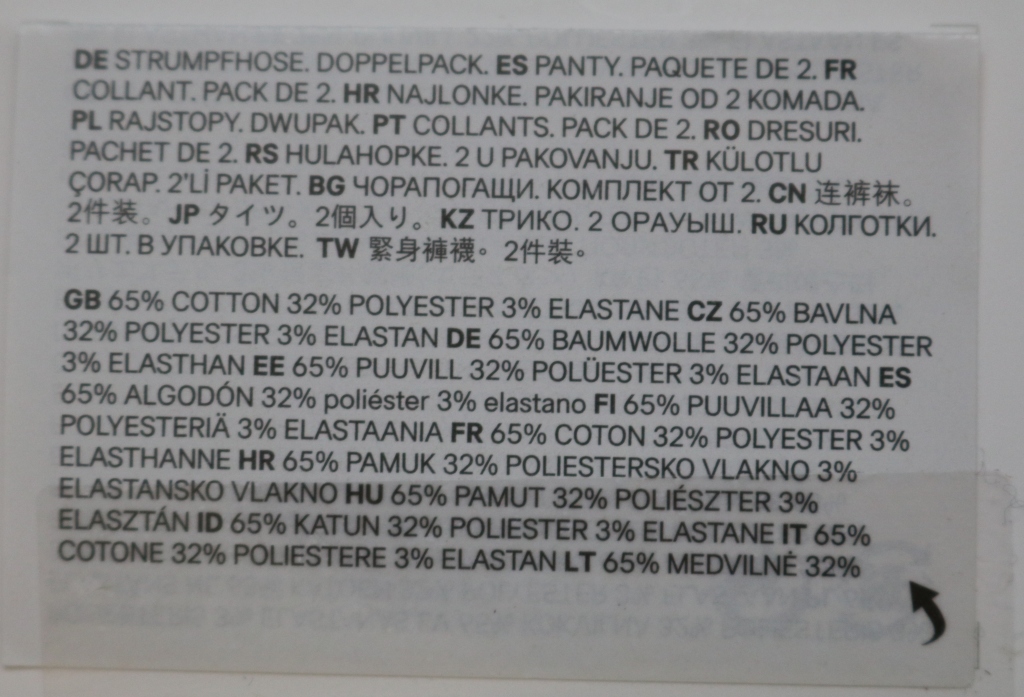 DE STRUMPFHOSE. DOPPELPACK. ES PANTY. PAQUETE DE 2. FR
COLLANT. PACK DE 2. HR NAJLONKE. PAKIRANJE OD 2 KOMADA.
PL RAJSTOPY. DWUPAK. PT COLLANTS. PACK DE 2. RO DRESURI.
PACHET DE 2. RS HULAHOPKE. 2 U PAKOVANJU. TR KÜLOTLU
ÇORAP. 2'Lİ PAKET. BG ЧОРАПОГАЩИ. КОМПЛЕКТ ОТ 2. CN 连裤袜。
2件装。 JP タイツ。 2個入り。 KZ ТРИКО. 2 ОРАУЫШ. RU КОЛГОТКИ.
2 ШТ. В УПАКОВКЕ. TW 緊身褲襪。 2件裝。
GB 65% COTTON 32% POLYESTER 3% ELASTANE CZ 65% BAVLNA
32% POLYESTER 3% ELASTAN DE 65% BAUMWOLLE 32% POLYESTER
3% ELASTHAN EE 65% PUUVILL 32% POLÜESTER 3% ELASTAAN ES
65% ALGODÓN 32% poliéster 3% elastano FI 65% PUUVILLAA 32%
POLYESTERIÄ 3% ELASTAANIA FR 65% COTON 32% POLYESTER 3%
ELASTHANNE HR 65% PAMUK 32% POLIESTERSKO VLAKNO 3%
ELASTANSKO VLAKNO HU 65% PAMUT 32% POLIÉSZTER 3%
ELASZTÁN ID 65% KATUN 32% POLIESTER 3% ELASTANE IT 65%
COTONE 32% POLIESTERE 3% ELASTAN LT 65% MEDVILNĖ 32%